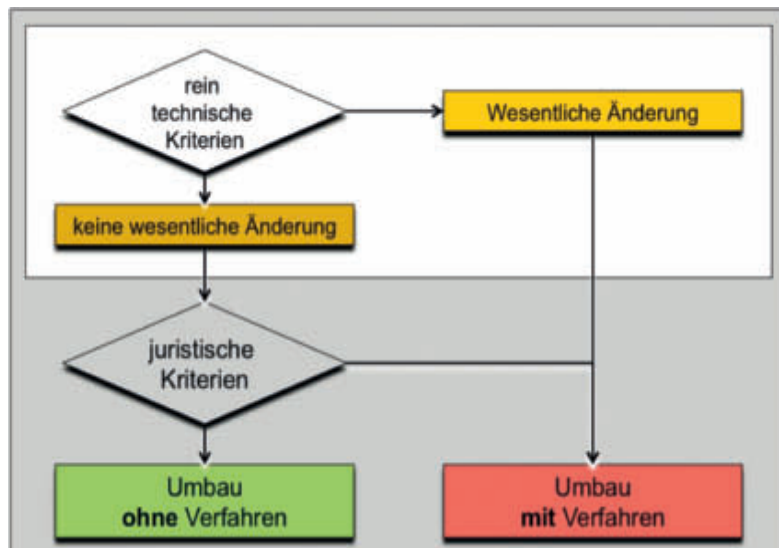 rein
technische
Kriterien
Wesentliche Änderung
keine wesentliche Änderung
juristische
Kriterien
Umbau
ohne Verfahren
Umbau
mit Verfahren